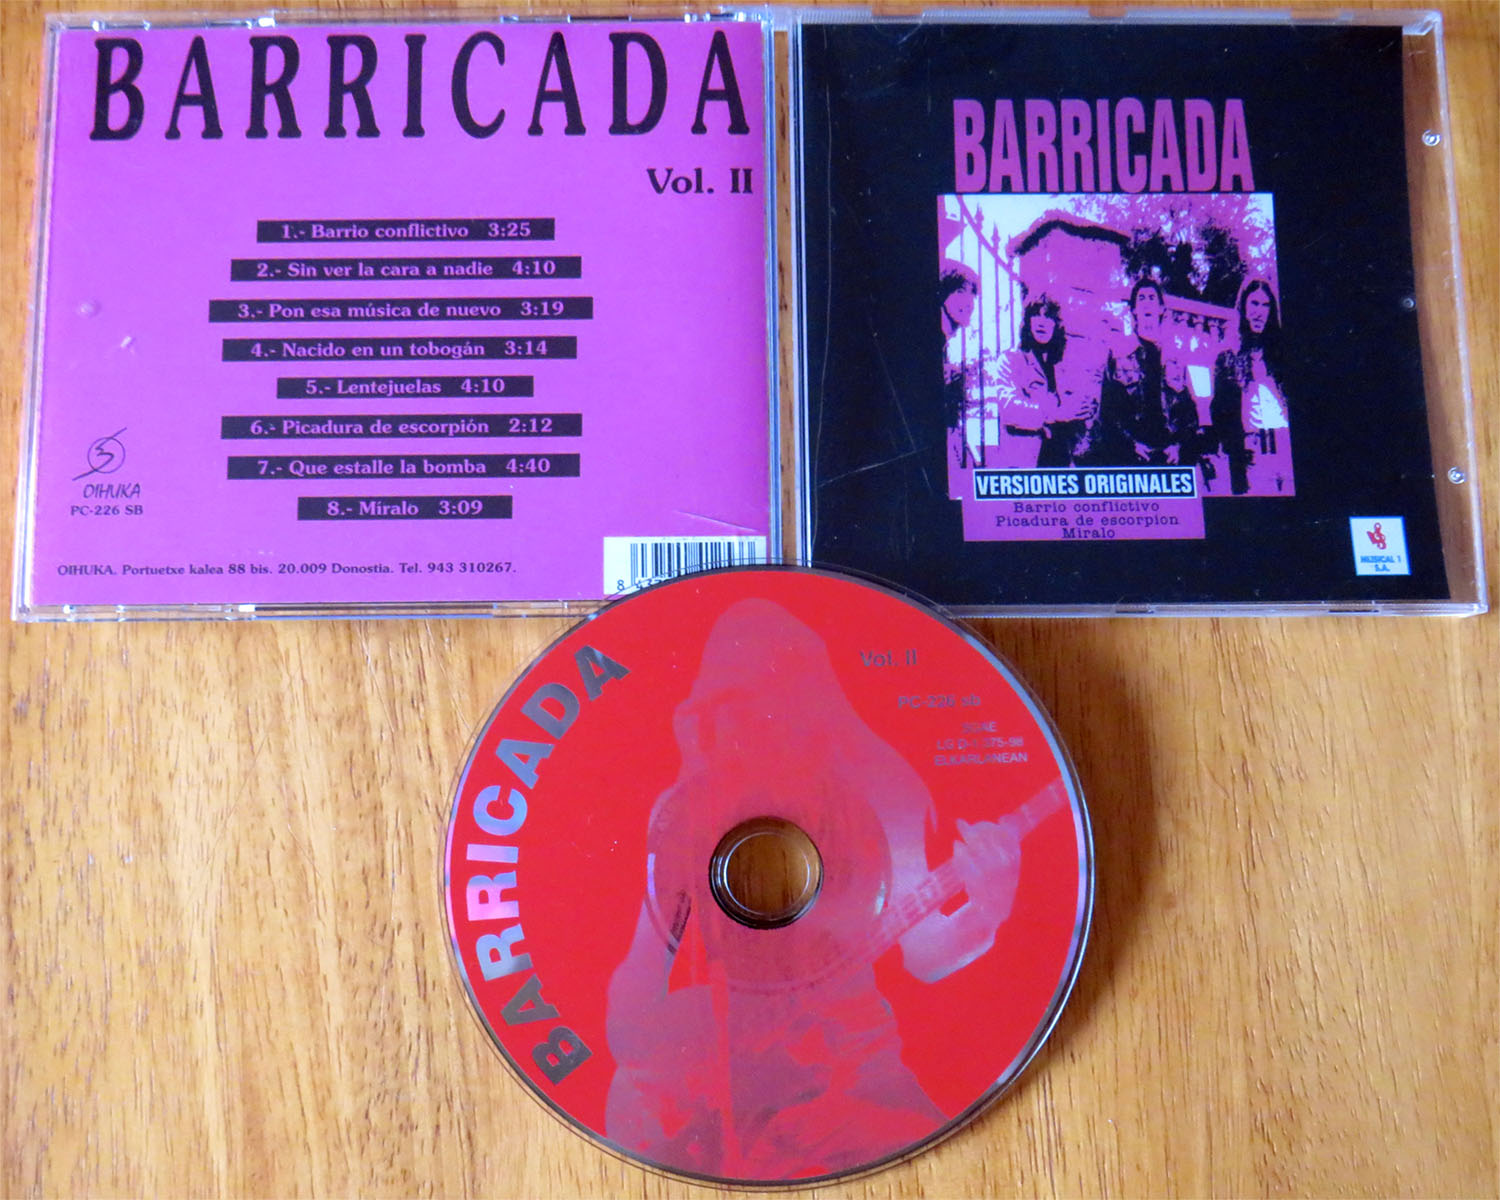 BARRICADA
Vol. II
1.- Barrio conflictivo 3:25
2.- Sin ver la cara a nadie 4:10
3.- Pon esa música de nuevo 3:19
4.- Nacido en un tobogán 3:14
5.- Lentejuelas 4:10
6.- Picadura de escorpión 2:12
7.- Que estalle la bomba 4:40
8.- Míralo 3:09
OIHUKA
PC-226 SB
OIHUKA. Portuetxe kalea 88 bis. 20.009 Donostia. Tel. 943 310267.
BARRICADA
VERSIONES ORIGINALES
Barrio conflictivo
Picadura de escorpion
Miralo
MUSICAL 1
S.A.
BARRICADA
Vol. II
PC-226 sb
ELKARLANEAN